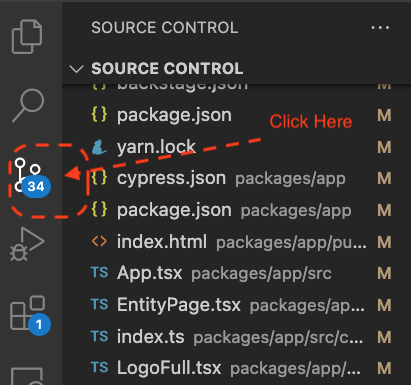 SOURCE CONTROL ...
SOURCE CONTROL
backstage.json M
{} package.json M
Click Here
yarn.lock M
34
{} cypress.json packages/app M
{} package.json packages/app M
<> index.html packages/app/pu... M
TS App.tsx packages/app/src M
TS EntityPage.tsx packages/ap... M
1
TS index.ts packages/app/src/c... M
TS LogoFull.tsx packages/app/... M